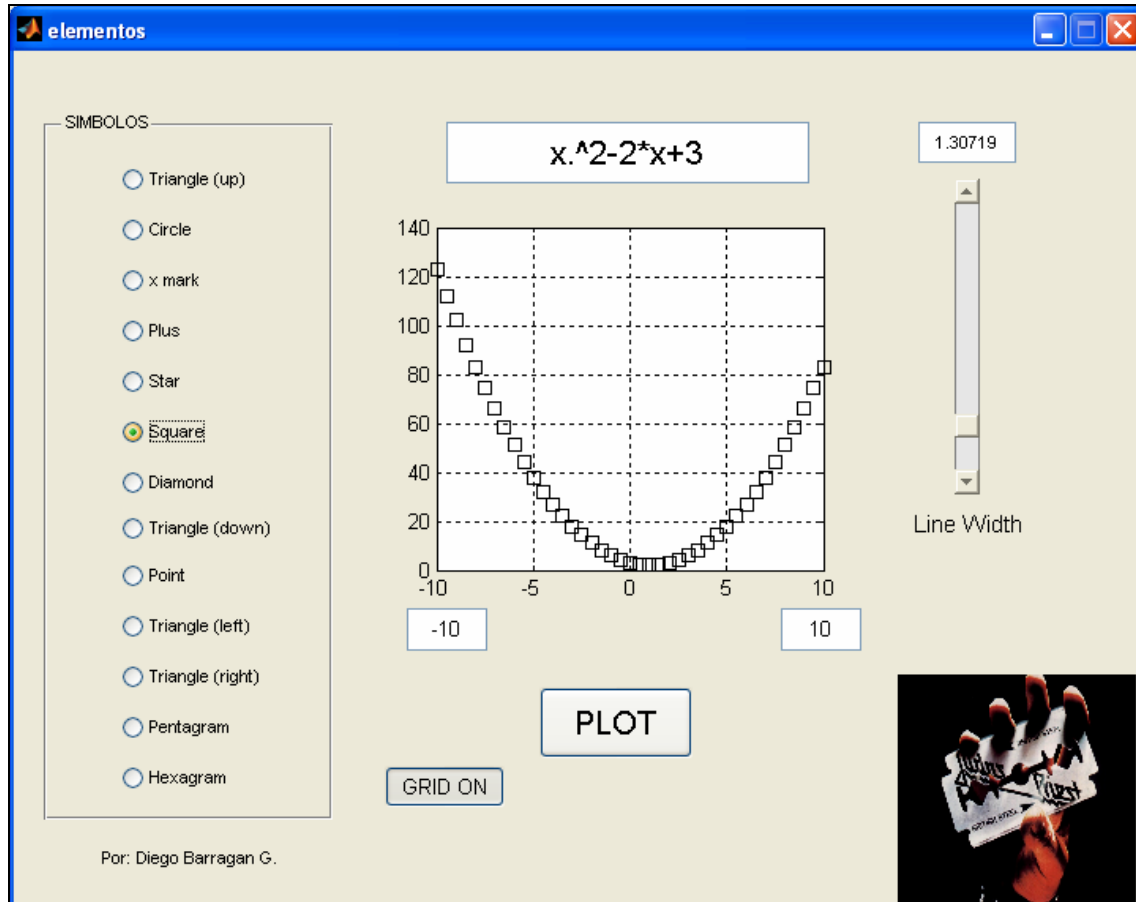 elementos
SIMBOLOS
Triangle (up)
Circle
x mark
Plus
Star
Square
Diamond
Triangle (down)
Point
Triangle (left)
Triangle (right)
Pentagram
Hexagram
Por: Diego Barragan G.
x.^2-2*x+3
140
120
100
80
60
40
20
0
-10
-5
0
5
10
-10
10
PLOT
GRID ON
1.30719
Line Width
Judas
Priest